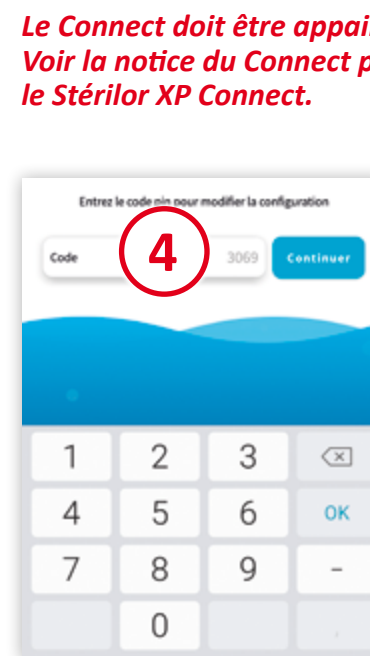 Le Connect doit être appai
Voir la notice du Connect p
le Stérilor XP Connect.
Entrez le code pin pour modifier la configuration
Code 4 3069 Continuer
1 2 3
4 5 6 OK
7 8 9 -
0 ,